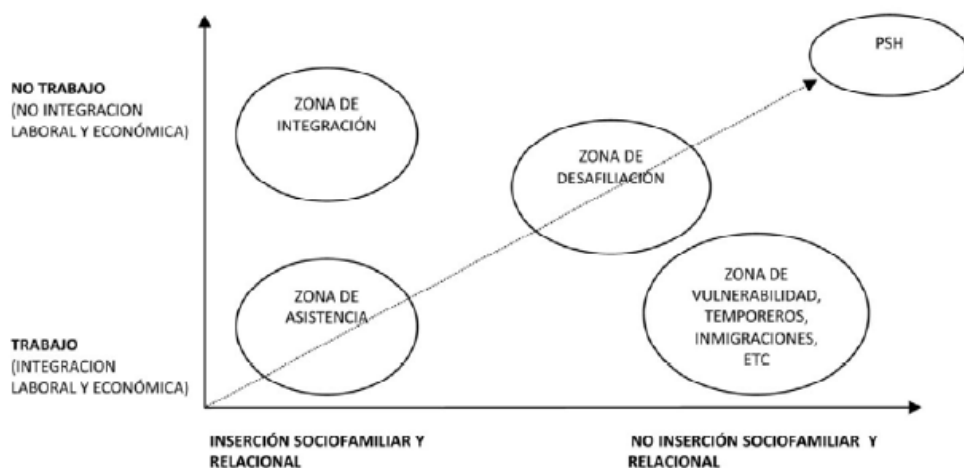 PSH
NO TRABAJO
(NO INTEGRACION
LABORAL Y ECONÓMICA)
ZONA DE
INTEGRACIÓN
ZONA DE
DESAFILIACIÓN
ZONA DE
ASISTENCIA
ZONA DE
VULNERABILIDAD,
TEMPOREROS,
INMIGRACIONES,
ETC
TRABAJO
(INTEGRACION
LABORAL Y ECONÓMICA)
INSERCIÓN SOCIOFAMILIAR Y
RELACIONAL
NO INSERCIÓN SOCIOFAMILIAR Y
RELACIONAL